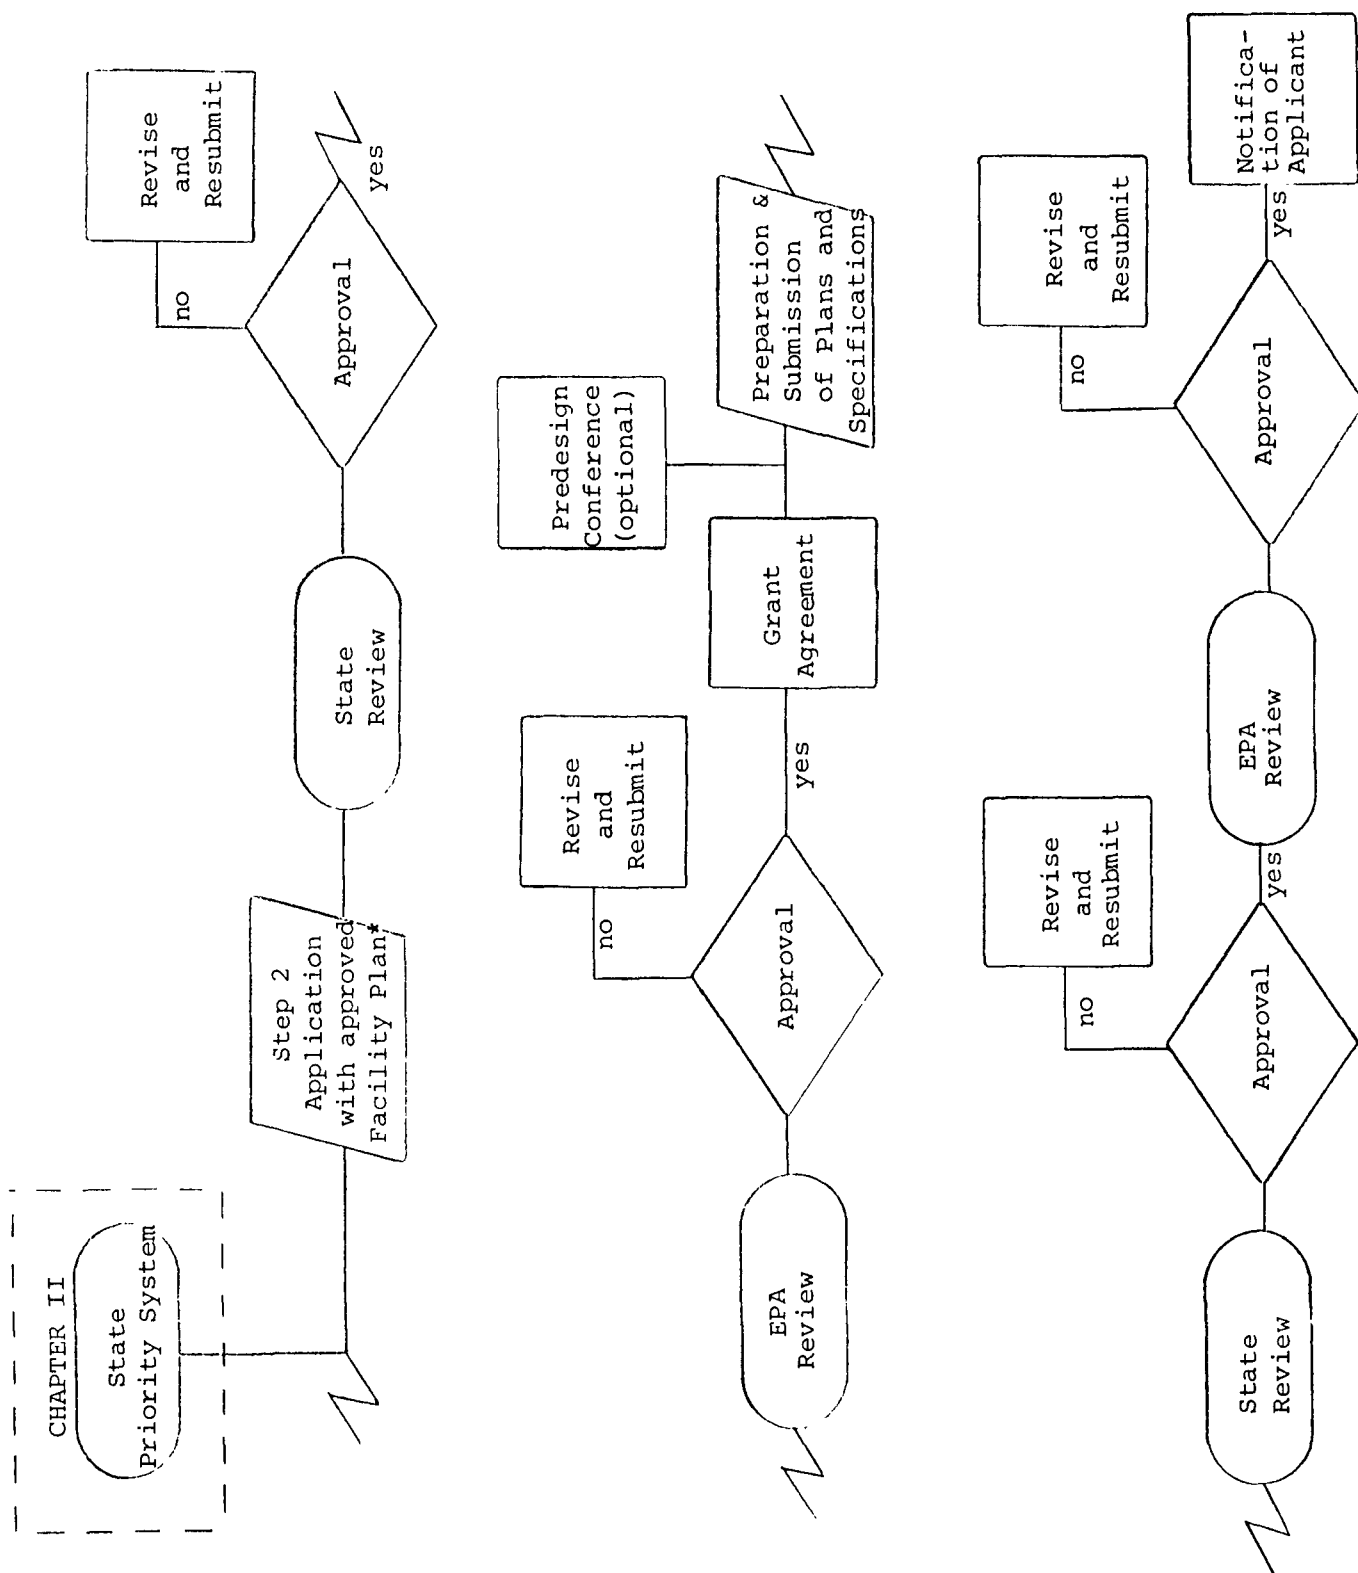 CHAPTER II
State
Priority System
Step 2
Application
with approved
Facility Plan*
State
Review
Approval
no
Revise
and
Resubmit
yes
EPA
Review
Approval
no
Revise
and
Resubmit
yes
Grant
Agreement
Predesign
Conference
(optional)
Preparation &
Submission
of Plans and
Specifications
State
Review
Approval
no
Revise
and
Resubmit
yes
EPA
Review
Approval
no
Revise
and
Resubmit
yes
Notifica-
tion of
Applicant